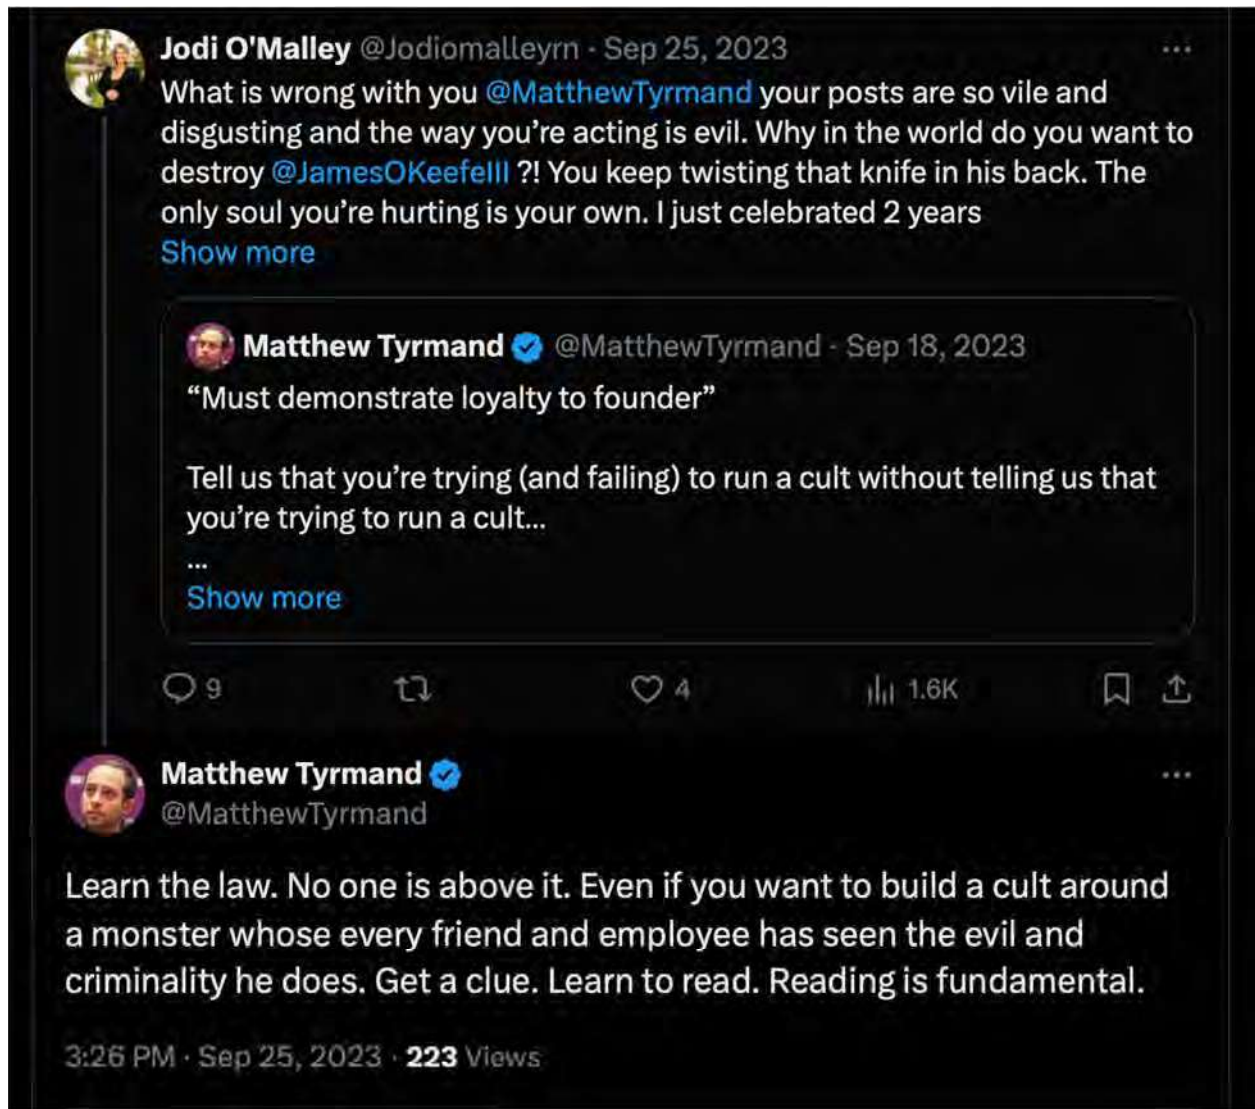 Jodi O'Malley @Jodiomalleyrn · Sep 25, 2023
What is wrong with you @MatthewTyrmand your posts are so vile and
disgusting and the way you’re acting is evil. Why in the world do you want to
destroy @JamesOKeefeIII ?! You keep twisting that knife in his back. The
only soul you’re hurting is your own. I just celebrated 2 years
Show more
Matthew Tyrmand @MatthewTyrmand · Sep 18, 2023
“Must demonstrate loyalty to founder”
Tell us that you’re trying (and failing) to run a cult without telling us that
you’re trying to run a cult...
...
Show more
9 4 1.6K
Matthew Tyrmand
@MatthewTyrmand
Learn the law. No one is above it. Even if you want to build a cult around
a monster whose every friend and employee has seen the evil and
criminality he does. Get a clue. Learn to read. Reading is fundamental.
3:26 PM · Sep 25, 2023 · 223 Views